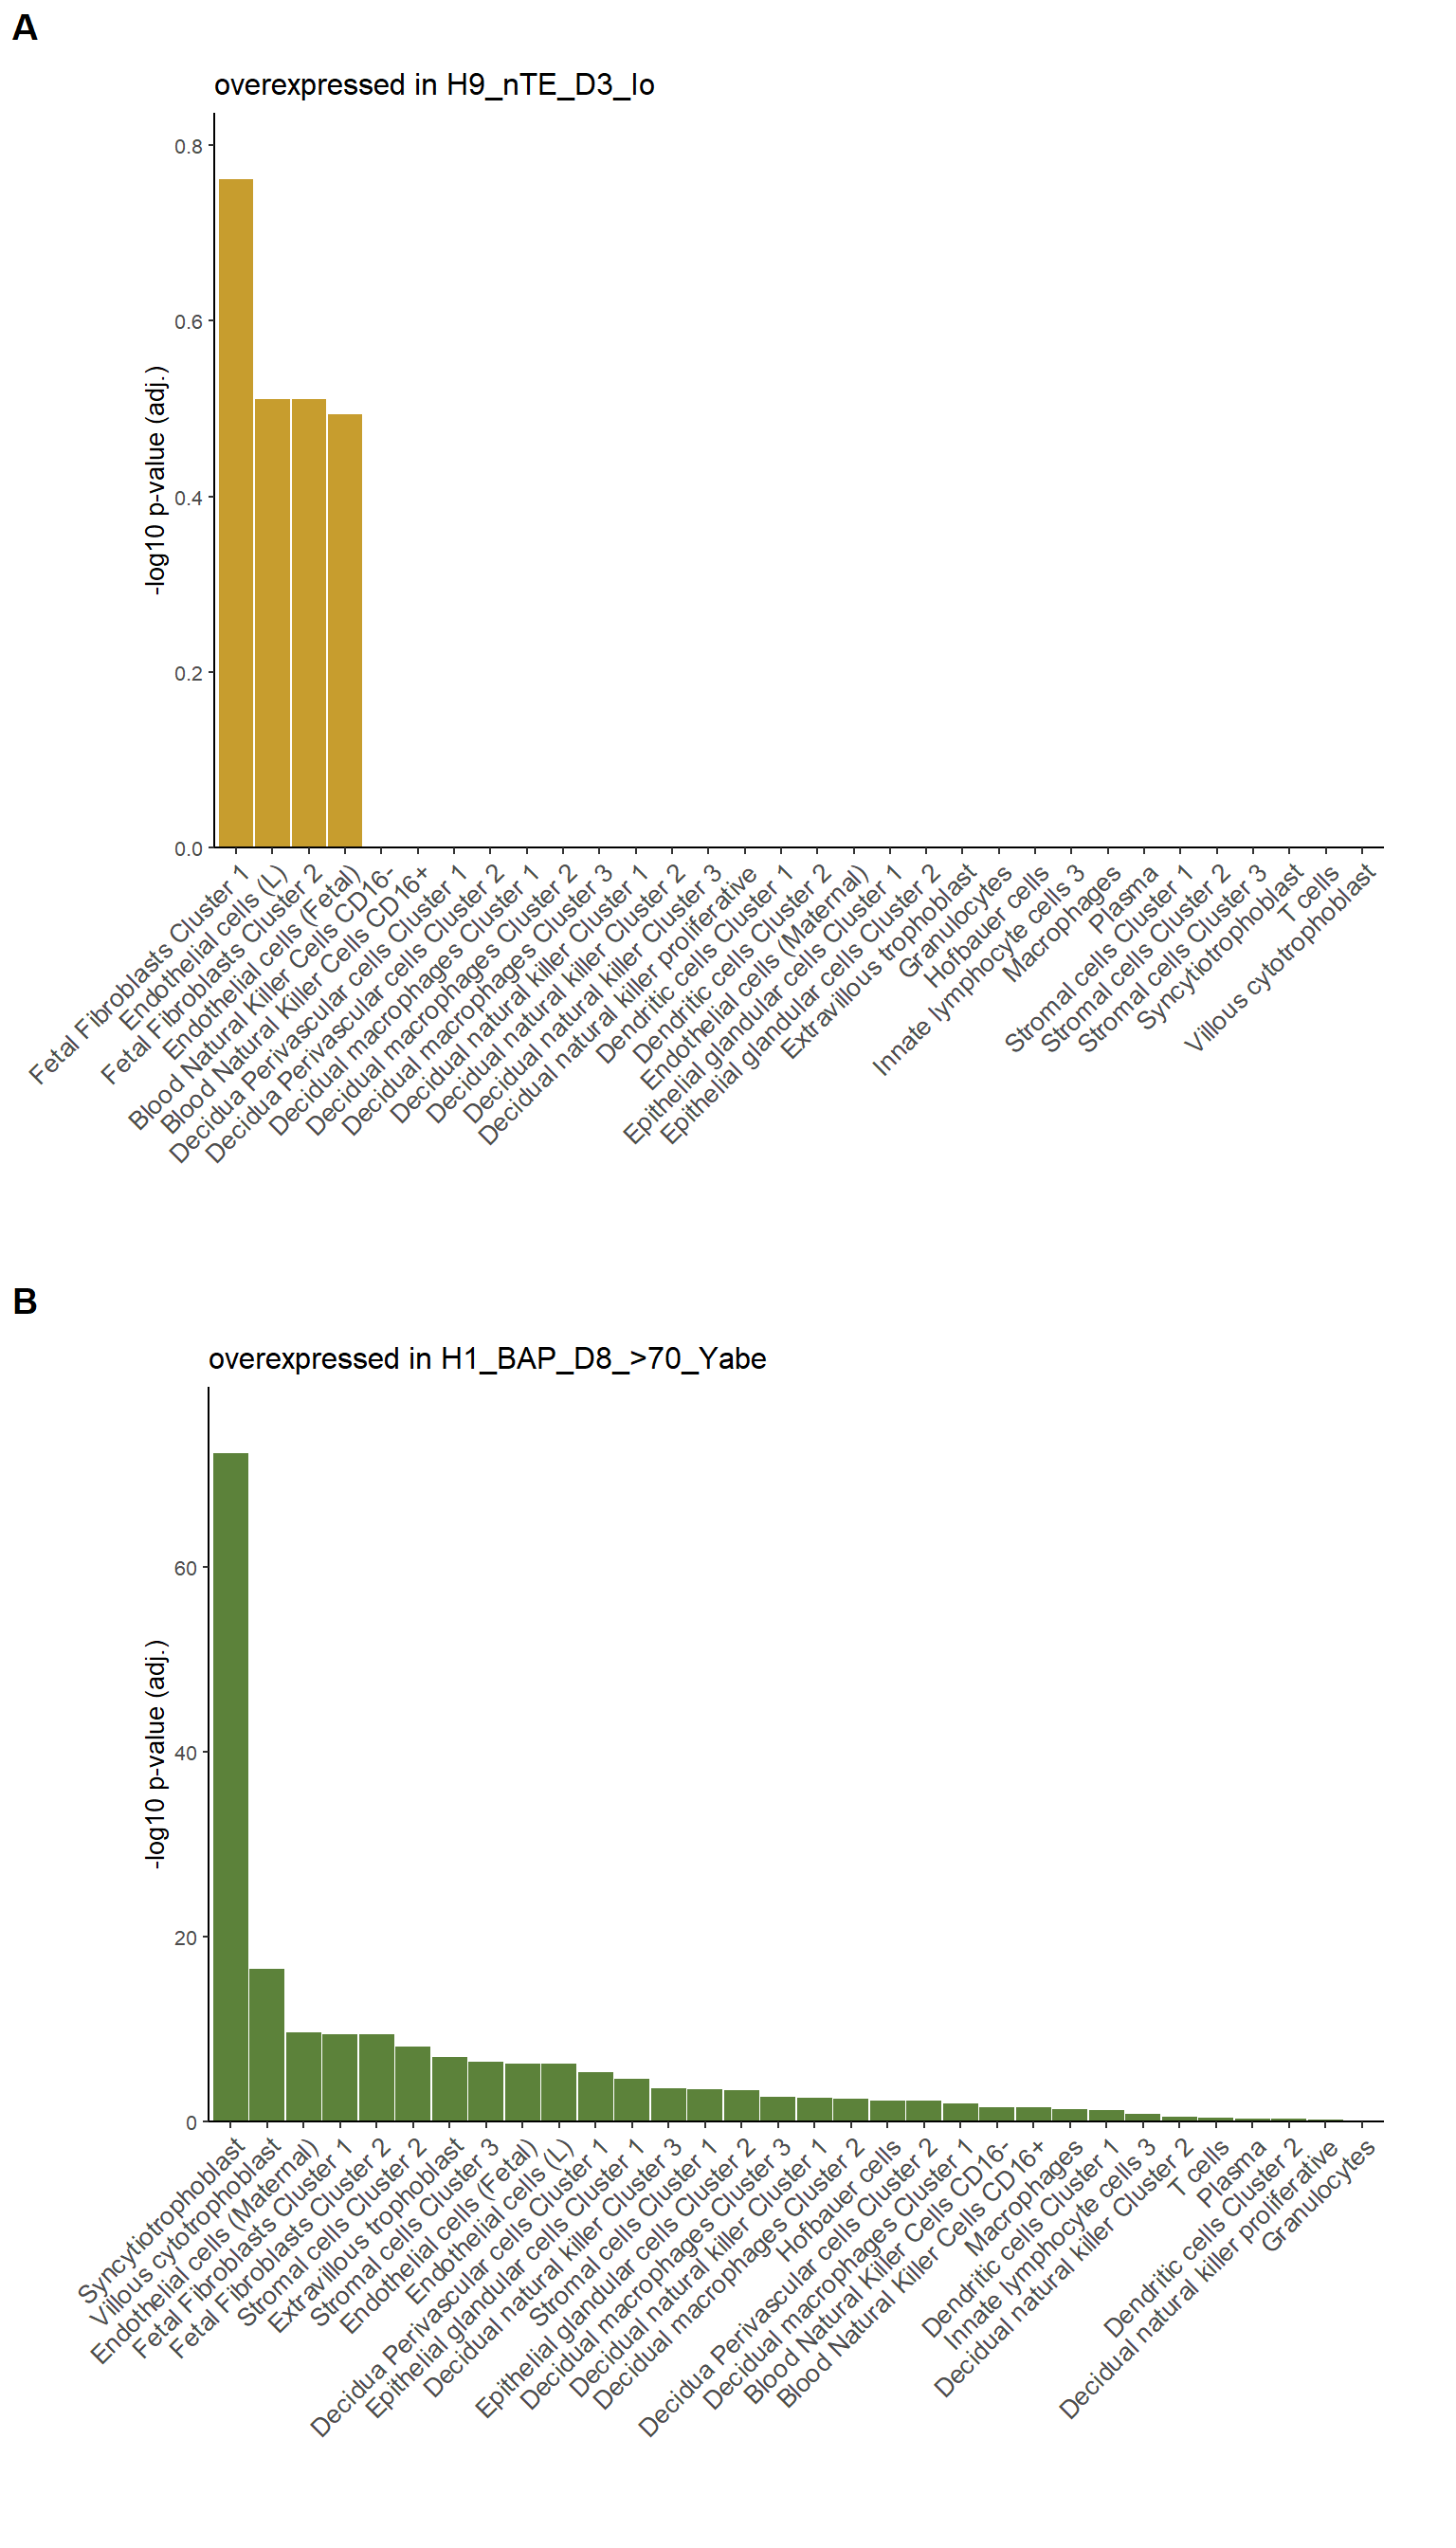 A
overexpressed in H9_nTE_D3_Io
-log10 p-value (adj.)
0.8
0.6
0.4
0.2
0.0
Fetal Fibroblasts Cluster 1
Endothelial cells (L)
Fetal Fibroblasts Cluster 2
Endothelial cells (Fetal)
Blood Natural Killer Cells CD16-
Blood Natural Killer Cells CD16+
Decidua Perivascular cells Cluster 1
Decidua Perivascular cells Cluster 2
Decidual macrophages Cluster 1
Decidual macrophages Cluster 2
Decidual macrophages Cluster 3
Decidual natural killer Cluster 1
Decidual natural killer Cluster 2
Decidual natural killer Cluster 3
Decidual natural killer proliferative
Dendritic cells Cluster 1
Dendritic cells Cluster 2
Endothelial cells (Maternal)
Epithelial glandular cells Cluster 1
Epithelial glandular cells Cluster 2
Extravillous trophoblast
Granulocytes
Hofbauer cells
Innate lymphocyte cells 3
Macrophages
Plasma
Stromal cells Cluster 1
Stromal cells Cluster 2
Stromal cells Cluster 3
Syncytiotrophoblast
T cells
Villous cytotrophoblast
B
overexpressed in H1_BAP_D8_>70_Yabe
-log10 p-value (adj.)
60
40
20
0
Syncytiotrophoblast
Villous cytotrophoblast
Endothelial cells (Maternal)
Fetal Fibroblasts Cluster 1
Fetal Fibroblasts Cluster 2
Stromal cells Cluster 2
Extravillous trophoblast
Stromal cells Cluster 3
Endothelial cells (Fetal)
Endothelial cells (L)
Decidua Perivascular cells Cluster 1
Epithelial glandular cells Cluster 1
Decidual natural killer Cluster 3
Stromal cells Cluster 1
Epithelial glandular cells Cluster 2
Decidual macrophages Cluster 3
Decidual natural killer Cluster 1
Decidual macrophages Cluster 2
Hofbauer cells
Decidua Perivascular cells Cluster 2
Decidual macrophages Cluster 1
Blood Natural Killer Cells CD16-
Blood Natural Killer Cells CD16+
Macrophages
Dendritic cells Cluster 1
Innate lymphocyte cells 3
Decidual natural killer Cluster 2
T cells
Plasma
Dendritic cells Cluster 2
Decidual natural killer proliferative
Granulocytes